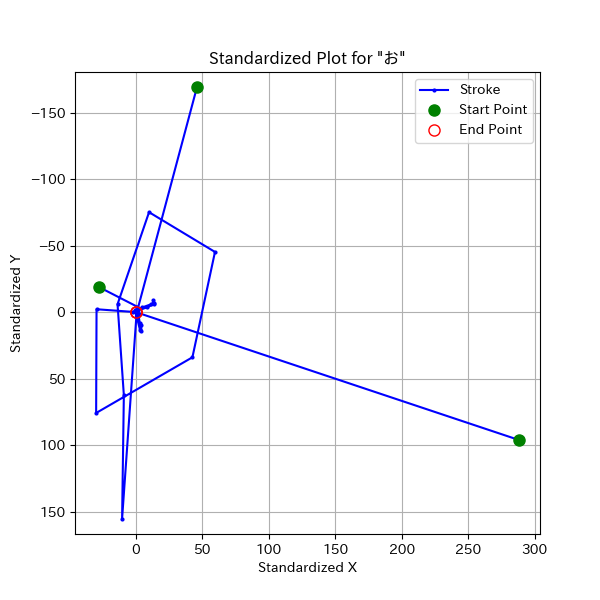 Standardized Plot for "お"
Stroke
Start Point
End Point
−150
−100
−50
0
50
100
150
Standardized Y
0 50 100 150 200 250 300
Standardized X